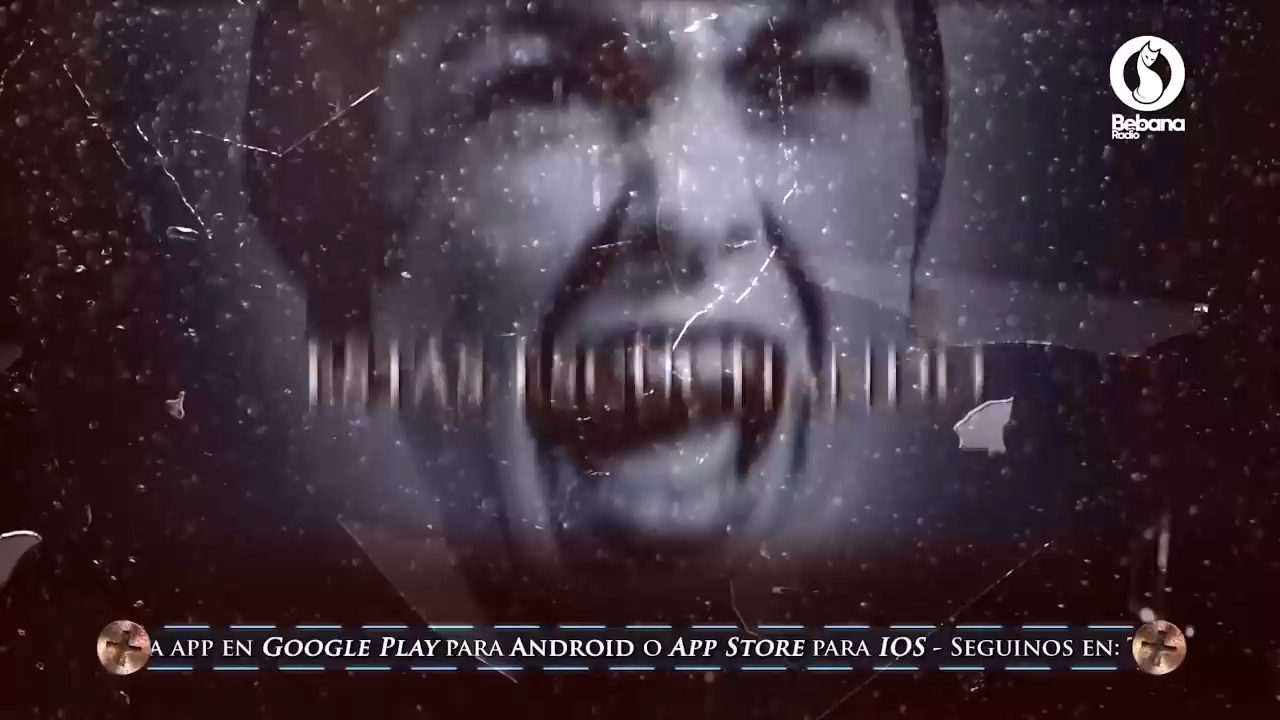 Bebana
Radio
A APP EN GOOGLE PLAY PARA ANDROID O APP STORE PARA IOS - SEGUINOS EN: